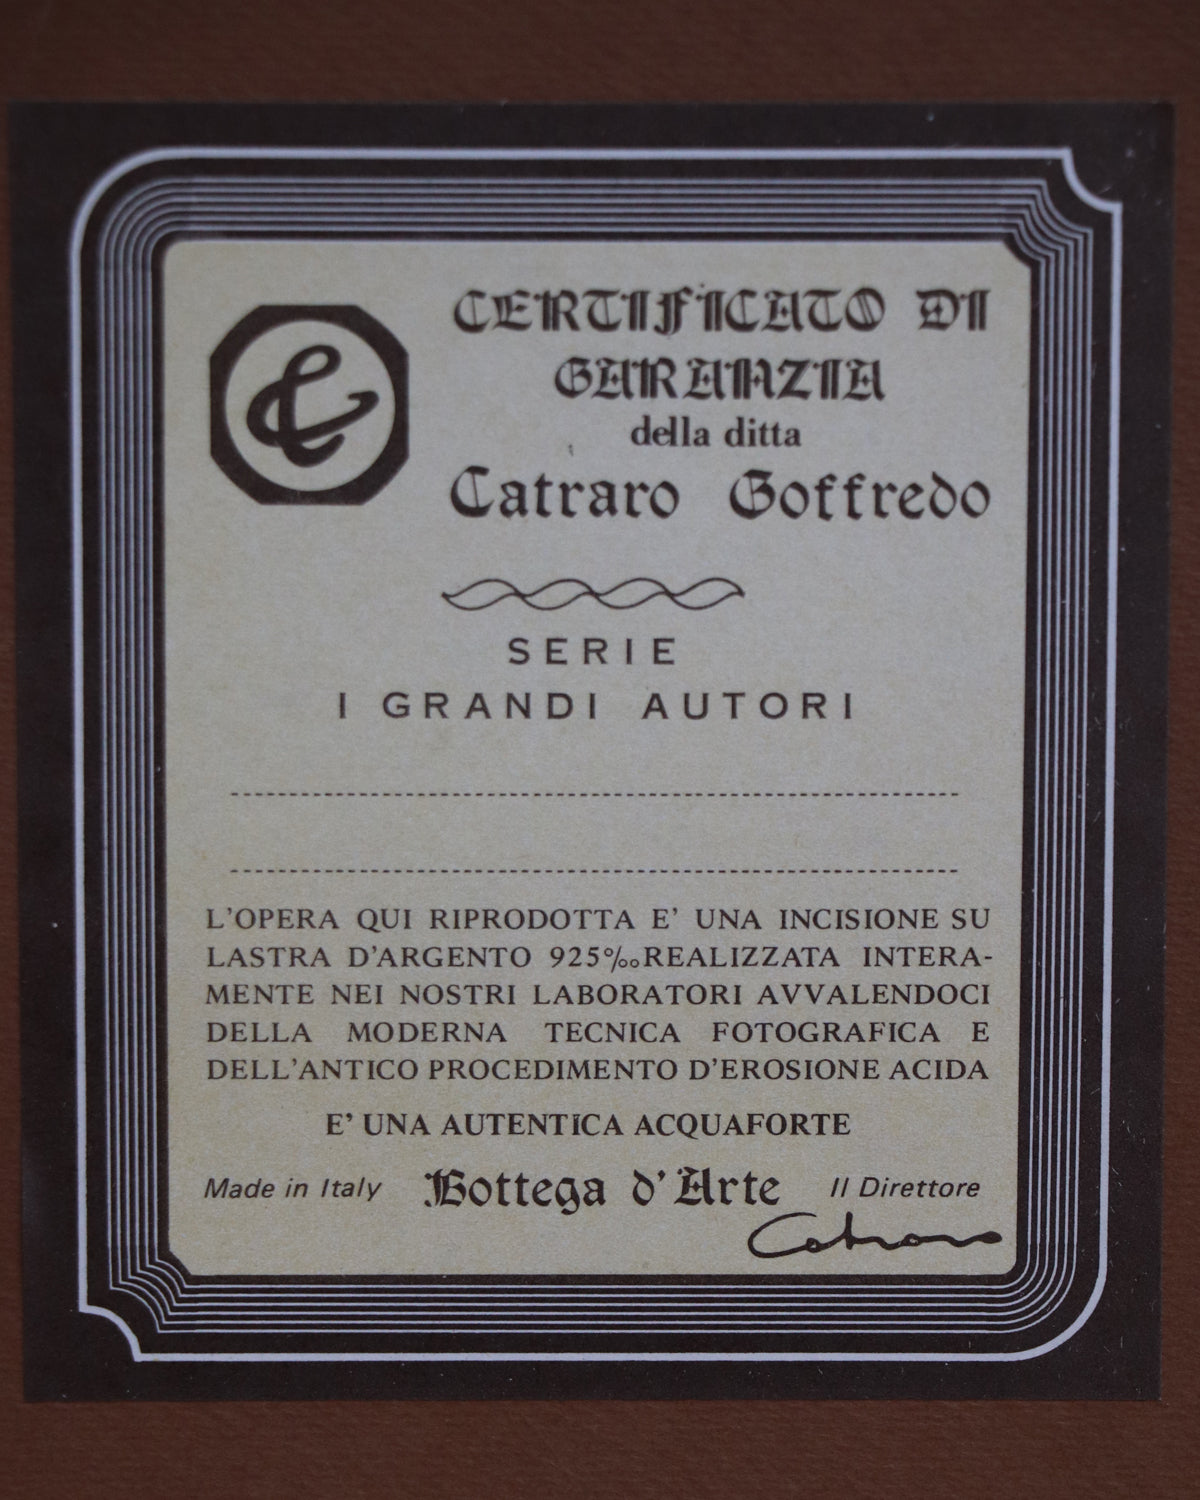 CERTIFICATO DI
GARANZIA
della ditta
Catraro Goffredo
SERIE
I GRANDI AUTORI
L'OPERA QUI RIPRODOTTA E' UNA INCISIONE SU
LASTRA D'ARGENTO 925‰ REALIZZATA INTERA-
MENTE NEI NOSTRI LABORATORI AVVALENDOCI
DELLA MODERNA TECNICA FOTOGRAFICA E
DELL'ANTICO PROCEDIMENTO D'EROSIONE ACIDA
E' UNA AUTENTICA ACQUAFORTE
Made in Italy Bottega d'Arte Il Direttore
Catraro